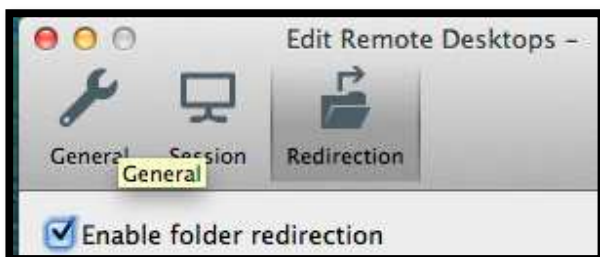 Edit Remote Desktops –
General Session Redirection
General
Enable folder redirection